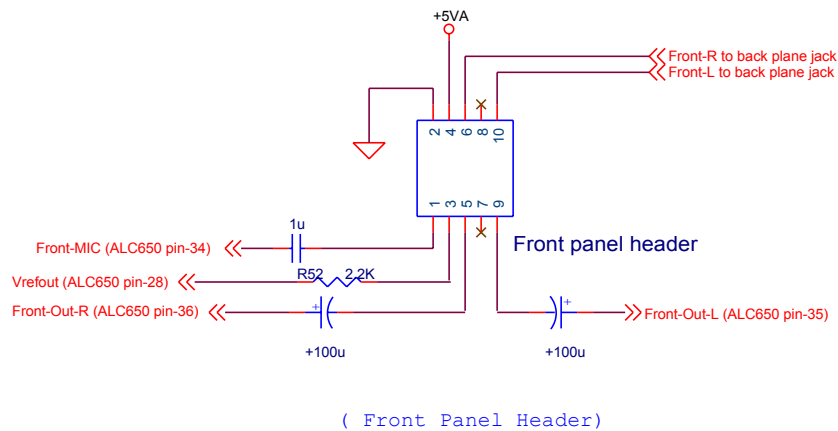 +5VA
Front-R to back plane jack
Front-L to back plane jack
2 4 6 8 10
1 3 5 7 9
1u
Front panel header
Front-MIC (ALC650 pin-34)
R52 2.2K
Vrefout (ALC650 pin-28)
Front-Out-R (ALC650 pin-36)
+
+
Front-Out-L (ALC650 pin-35)
+100u
+100u
( Front Panel Header)